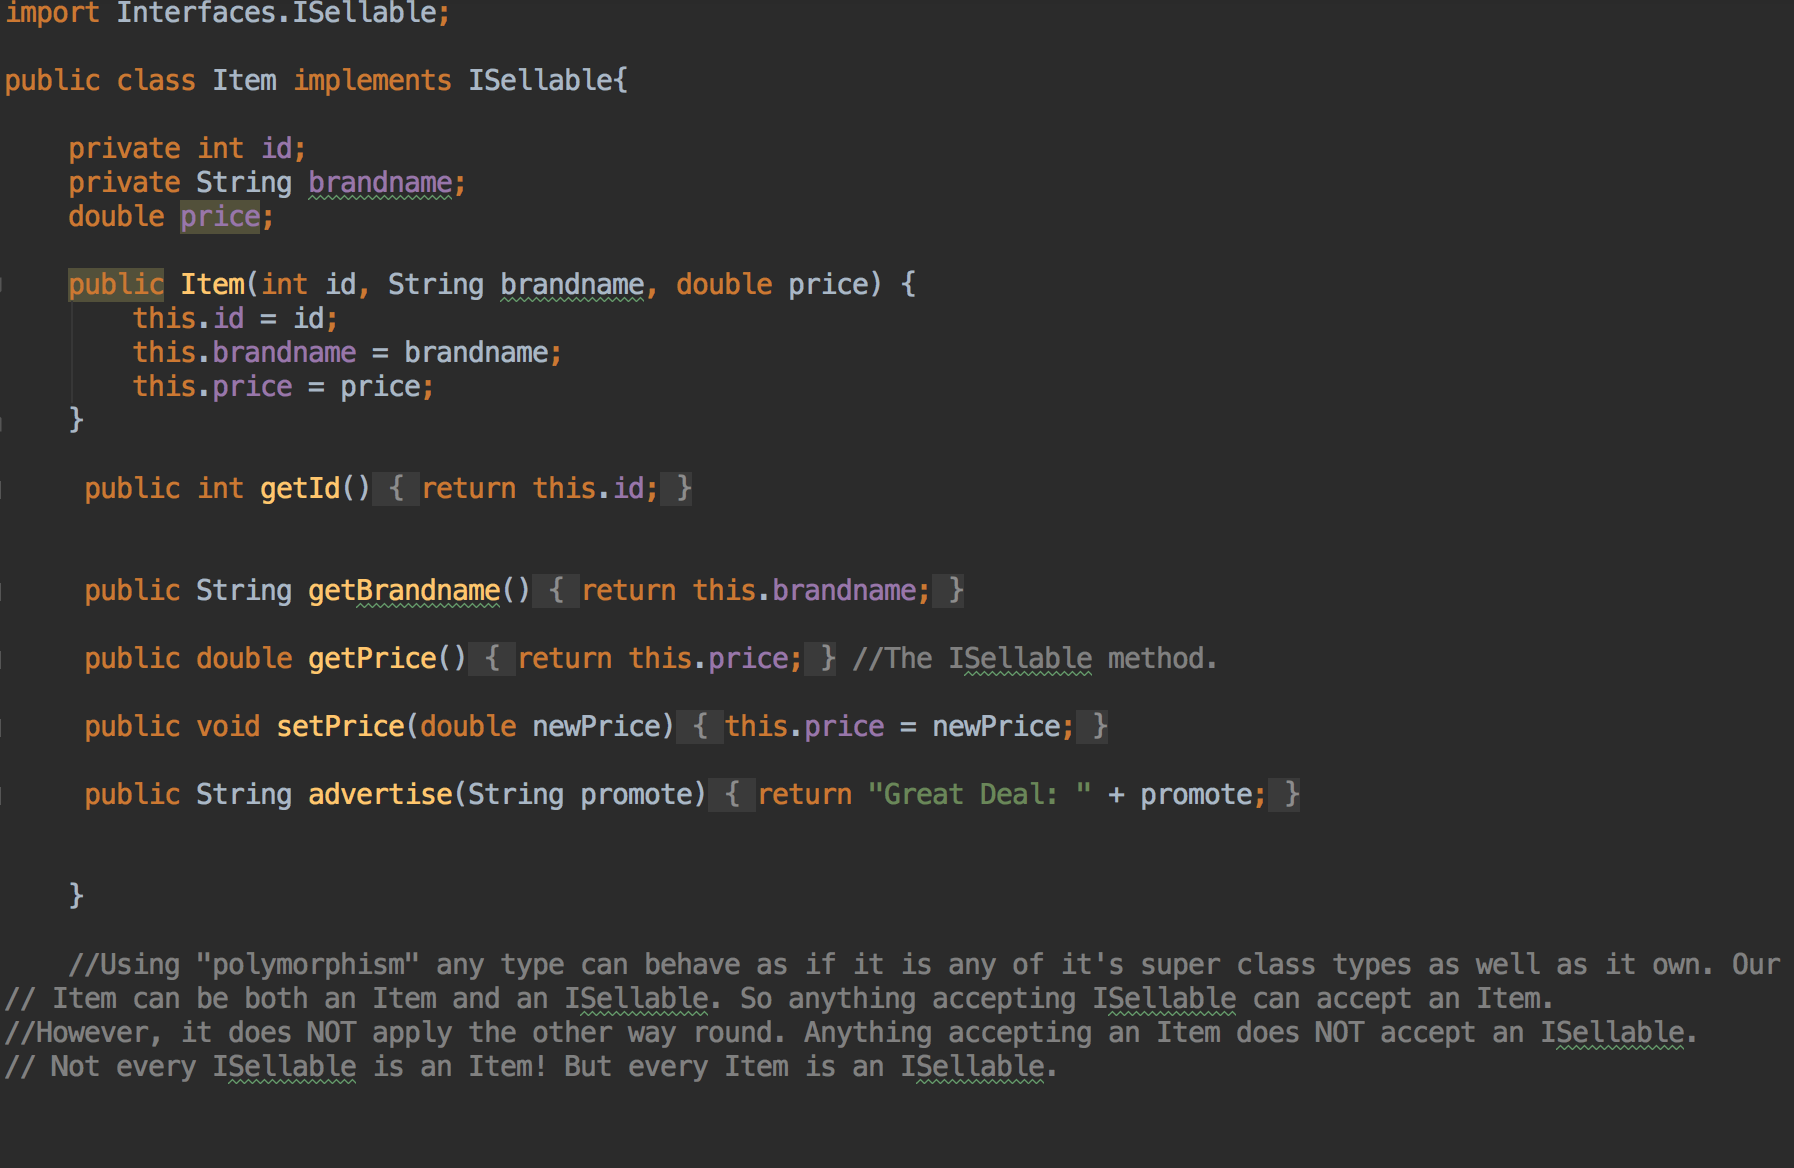 import Interfaces.ISellable;
public class Item implements ISellable{
private int id;
private String brandname;
double price;
public Item(int id, String brandname, double price) {
this.id = id;
this.brandname = brandname;
this.price = price;
}
public int getId() { return this.id; }
public String getBrandname() { return this.brandname; }
public double getPrice() { return this.price; } //The ISellable method.
public void setPrice(double newPrice) { this.price = newPrice; }
public String advertise(String promote) { return "Great Deal: " + promote; }
}
//Using "polymorphism" any type can behave as if it is any of it's super class types as well as it own. Our
// Item can be both an Item and an ISellable. So anything accepting ISellable can accept an Item.
//However, it does NOT apply the other way round. Anything accepting an Item does NOT accept an ISellable.
// Not every ISellable is an Item! But every Item is an ISellable.